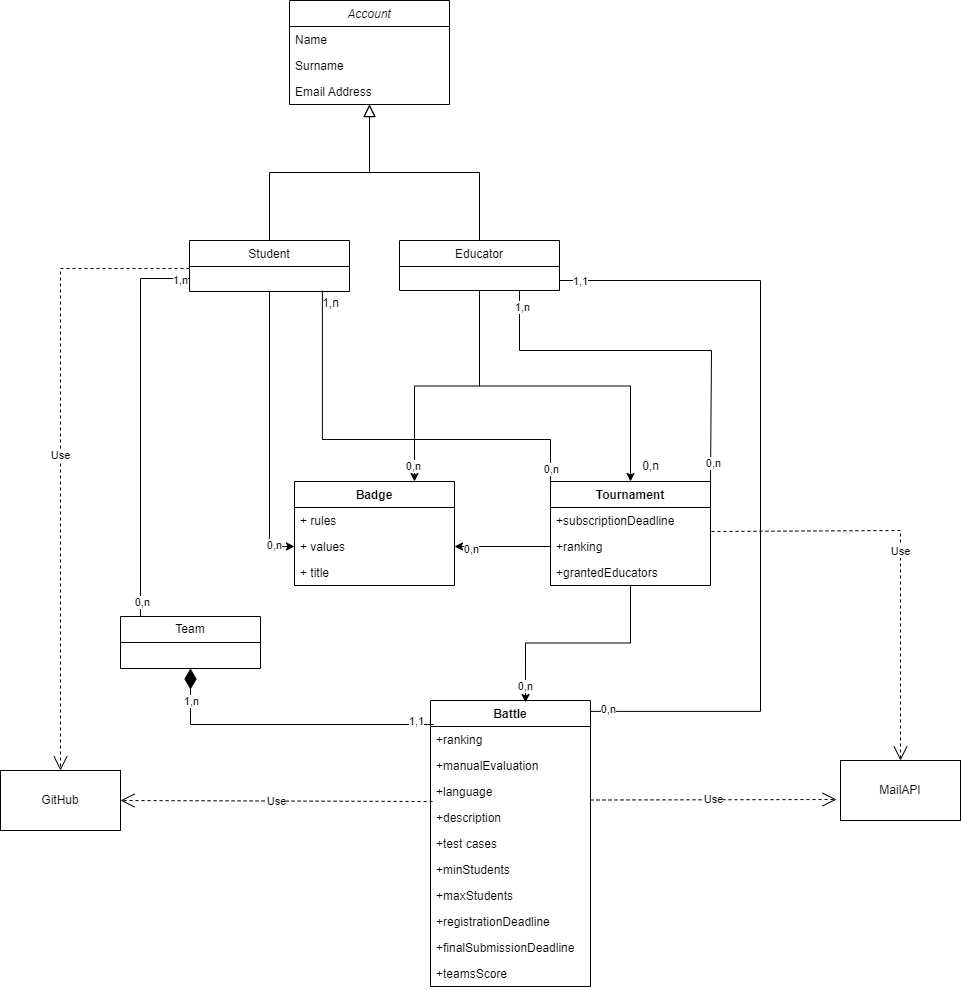 Account
Name
Surname
Email Address
Student
Educator
1,n
1,n
1,n
1,1
Use
0,n
0,n
0,n
0,n
Badge
+ rules
+ values
+ title
0,n
0,n
Tournament
+subscriptionDeadline
+ranking
+grantedEducators
Use
0,n
Team
1,n
1,1
0,n
0,n
Battle
+ranking
+manualEvaluation
+language
+description
+test cases
+minStudents
+maxStudents
+registrationDeadline
+finalSubmissionDeadline
+teamsScore
GitHub
Use
Use
MailAPI